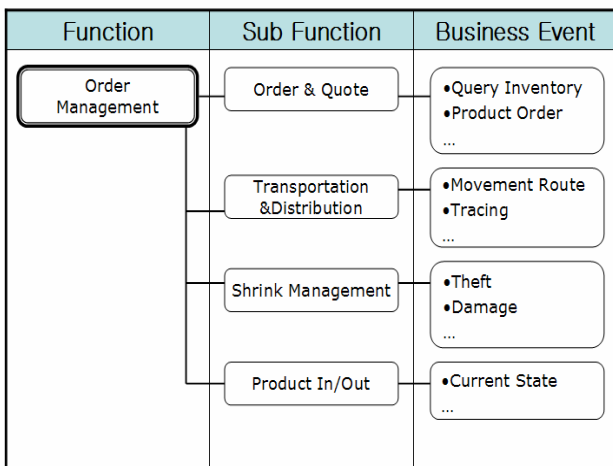 Function
Sub Function
Business Event
Order
Management
Order & Quote
•Query Inventory
•Product Order
...
Transportation
&Distribution
•Movement Route
•Tracing
...
Shrink Management
•Theft
•Damage
...
Product In/Out
•Current State
...